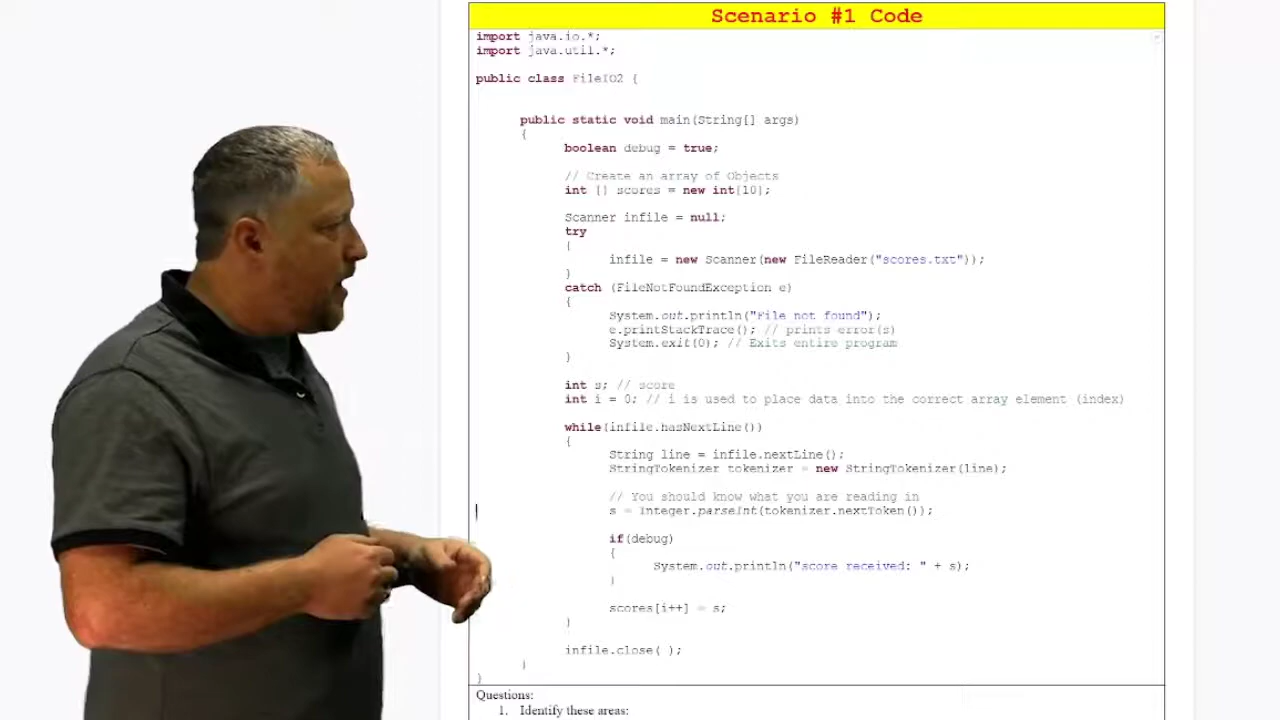 Scenario #1 Code
import java.io.*;
import java.util.*;
public class FileIO2 {
public static void main(String[] args)
{
boolean debug = true;
// Create an array of Objects
int [] scores = new int[10];
Scanner infile = null;
try
{
infile = new Scanner(new FileReader("scores.txt"));
}
catch (FileNotFoundException e)
{
System.out.println("File not found");
e.printStackTrace(); // prints error(s)
System.exit(0); // Exits entire program
}
int s; // score
int i = 0; // i is used to place data into the correct array element (index)
while(infile.hasNextLine())
{
String line = infile.nextLine();
StringTokenizer tokenizer = new StringTokenizer(line);
// You should know what you are reading in
s = Integer.parseInt(tokenizer.nextToken());
if(debug)
{
System.out.println("score received: " + s);
}
scores[i++] = s;
}
infile.close( );
}
}
Questions:
1. Identify these areas: